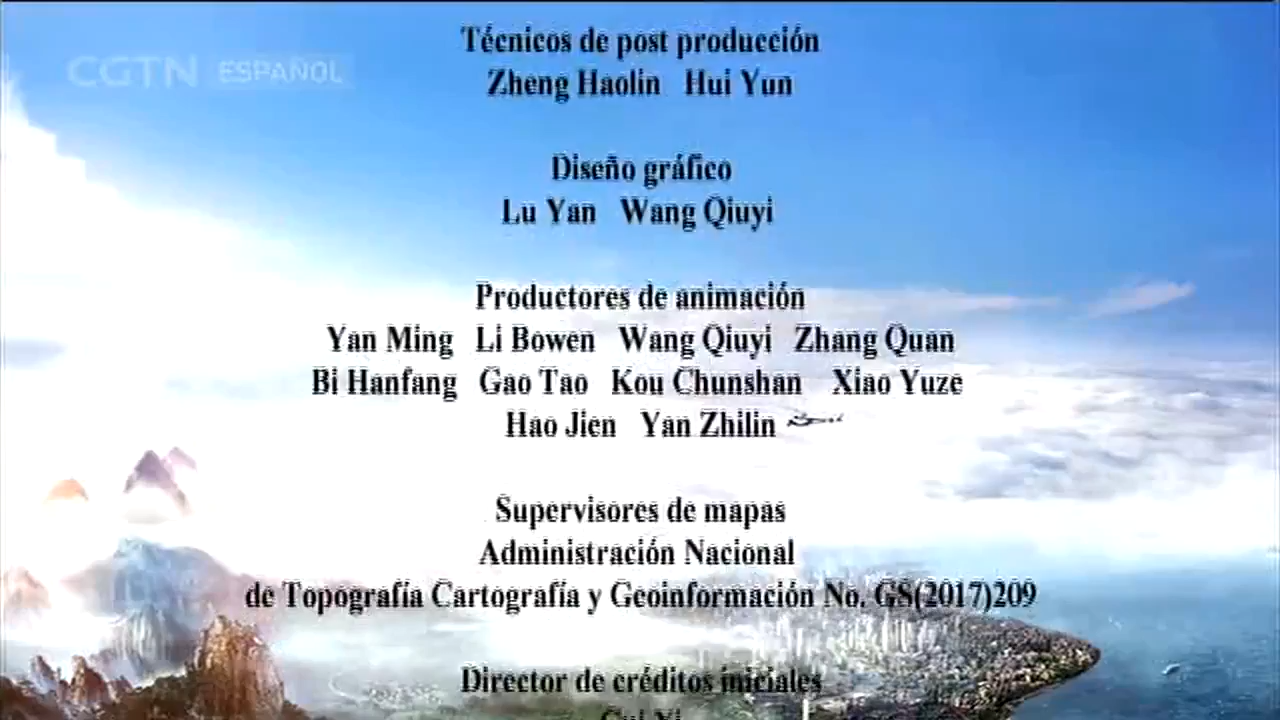 CGTN ESPAÑOL
Técnicos de post producción
Zheng Haolin Hui Yun
Diseño gráfico
Lu Yan Wang Qiuyi
Productores de animación
Yan Ming Li Bowen Wang Qiuyi Zhang Quan
Bi Hanfang Gao Tao Kou Chunshan Xiao Yuze
Hao Jien Yan Zhilin
Supervisores de mapas
Administración Nacional
de Topografía Cartografía y Geoinformación No. GS(2017)209
Director de créditos iniciales